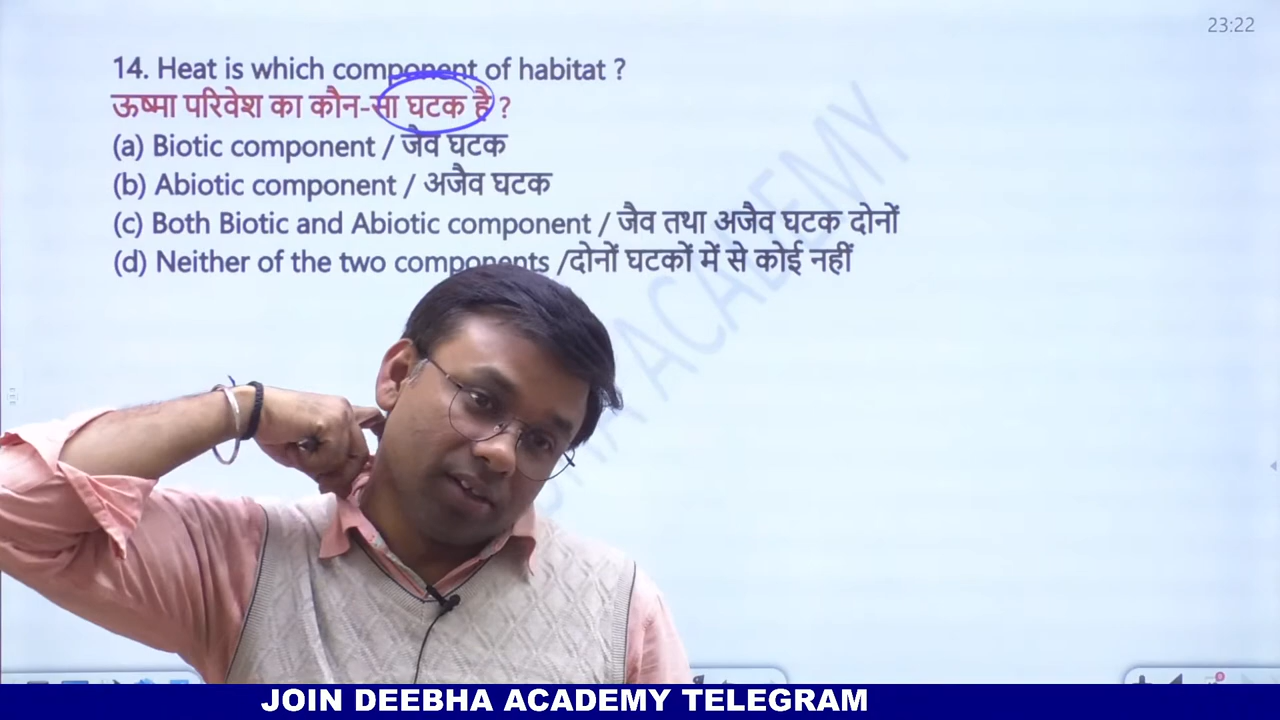 23:22
14. Heat is which component of habitat ?
ऊष्मा परिवेश का कौन-सा घटक है ?
(a) Biotic component / जैव घटक
(b) Abiotic component / अजैव घटक
(c) Both Biotic and Abiotic component / जैव तथा अजैव घटक दोनों
(d) Neither of the two components /दोनों घटकों में से कोई नहीं
ACADEMY
JOIN DEEBHA ACADEMY TELEGRAM